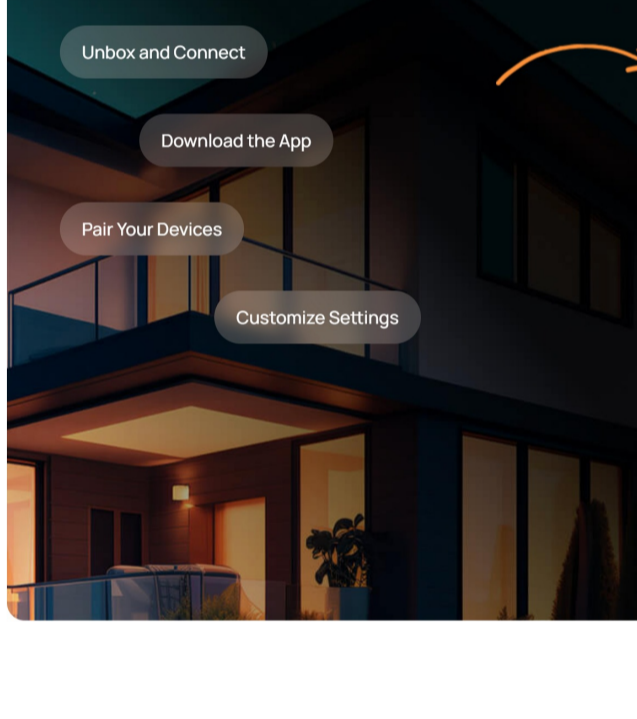 Unbox and Connect
Download the App
Pair Your Devices
Customize Settings